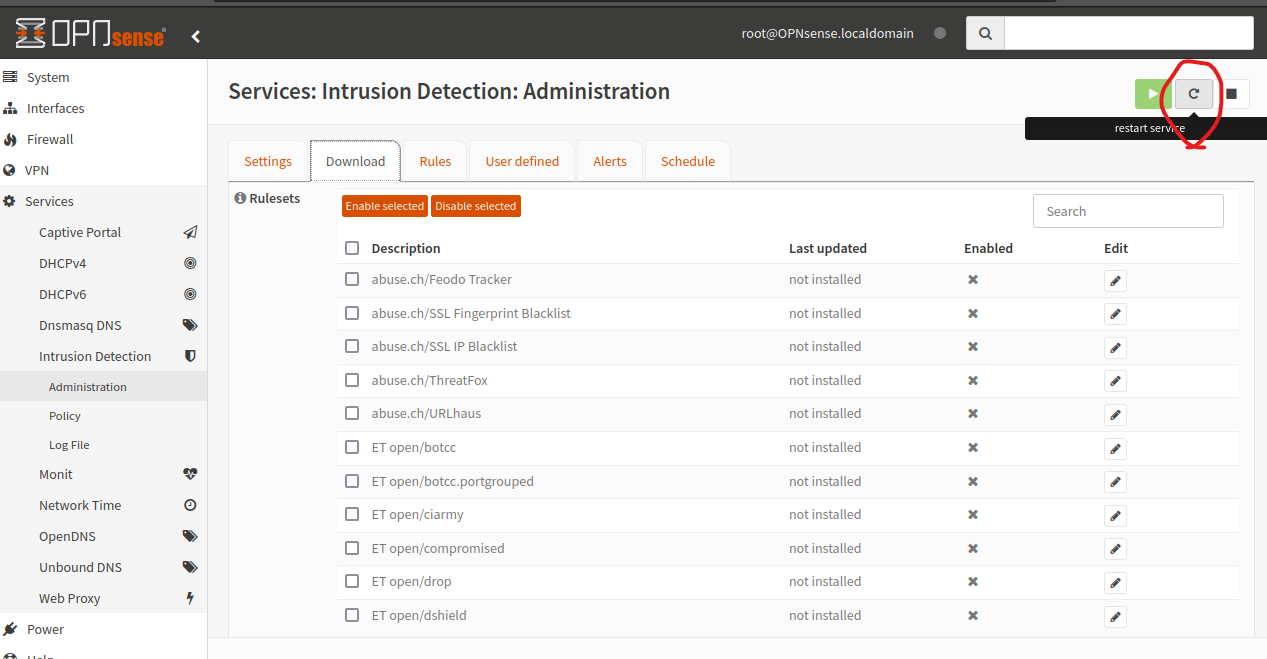 OPNsense
root@OPNsense.localdomain
System
Interfaces
Firewall
VPN
Services
Captive Portal
DHCPv4
DHCPv6
Dnsmasq DNS
Intrusion Detection
Administration
Policy
Log File
Monit
Network Time
OpenDNS
Unbound DNS
Web Proxy
Power
Help
Services: Intrusion Detection: Administration
restart service
Settings Download Rules User defined Alerts Schedule
Rulesets
Enable selected Disable selected
Search
Description Last updated Enabled Edit
abuse.ch/Feodo Tracker not installed
abuse.ch/SSL Fingerprint Blacklist not installed
abuse.ch/SSL IP Blacklist not installed
abuse.ch/ThreatFox not installed
abuse.ch/URLhaus not installed
ET open/botcc not installed
ET open/botcc.portgrouped not installed
ET open/ciarmy not installed
ET open/compromised not installed
ET open/drop not installed
ET open/dshield not installed